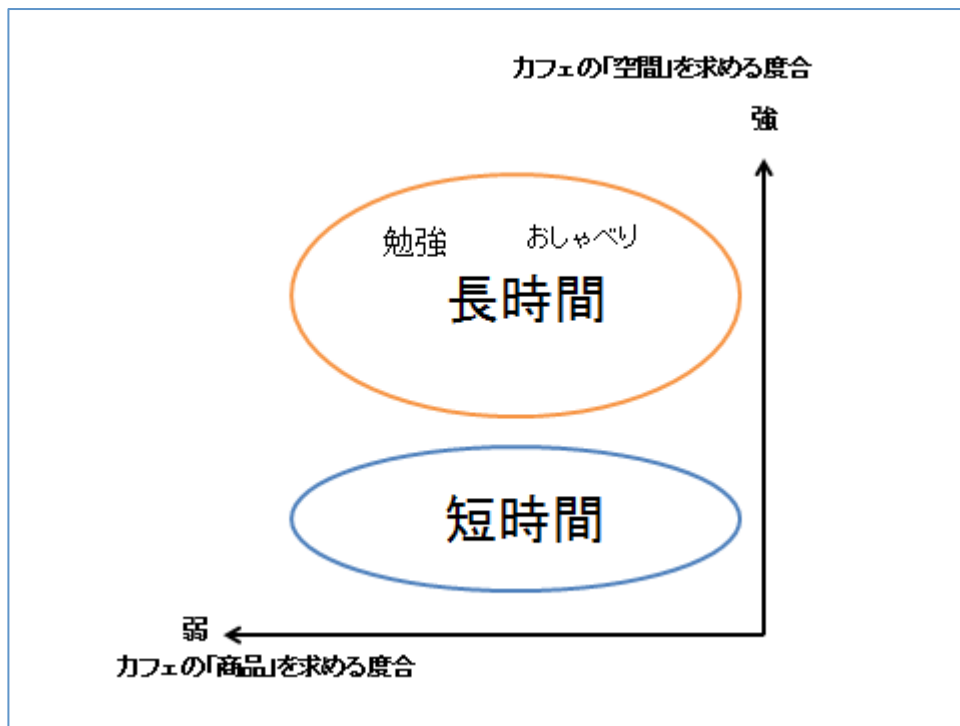 カフェの「空間」を求める度合
強
勉強 おしゃべり
長時間
短時間
弱
カフェの「商品」を求める度合